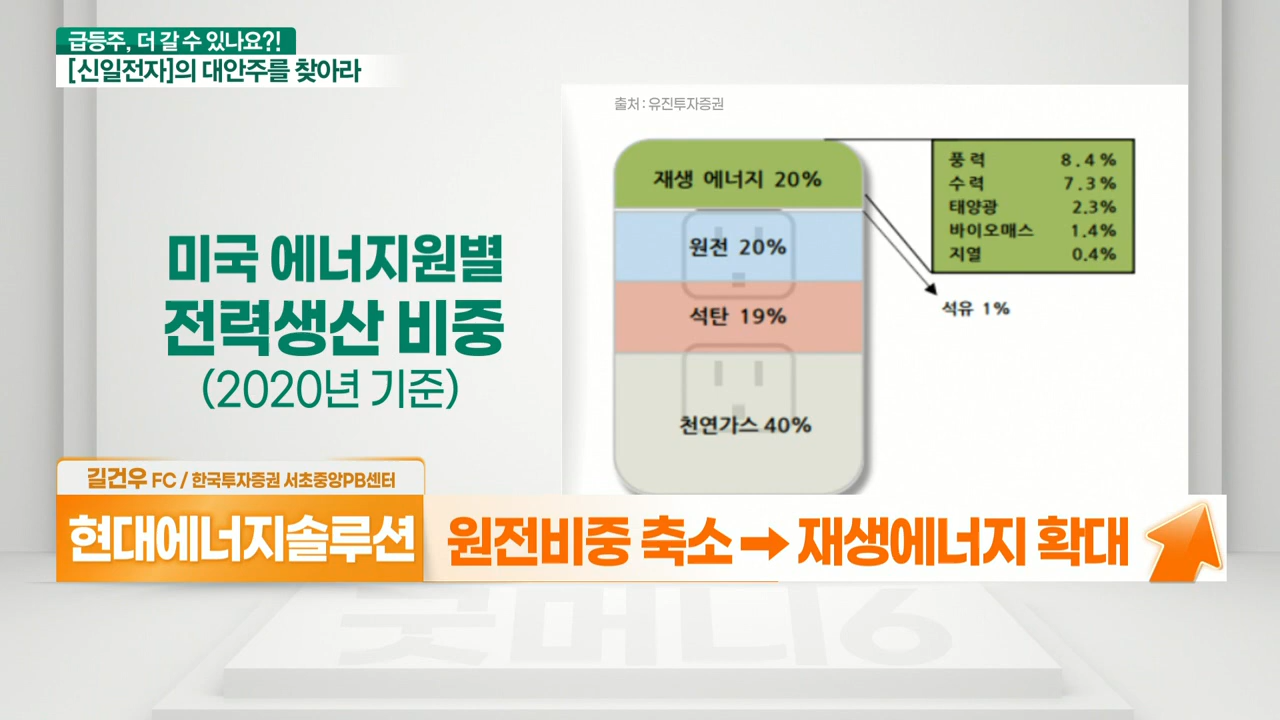 급등주, 더 갈 수 있나요?!
[신일전자]의 대안주를 찾아라
출처 : 유진투자증권
미국 에너지원별
전력생산 비중
(2020년 기준)
재생 에너지 20%
원전 20%
석탄 19%
천연가스 40%
풍력 8.4%
수력 7.3%
태양광 2.3%
바이오매스 1.4%
지열 0.4%
석유 1%
길건우 FC / 한국투자증권 서초중앙PB센터
현대에너지솔루션
원전비중 축소 → 재생에너지 확대
굿머니6